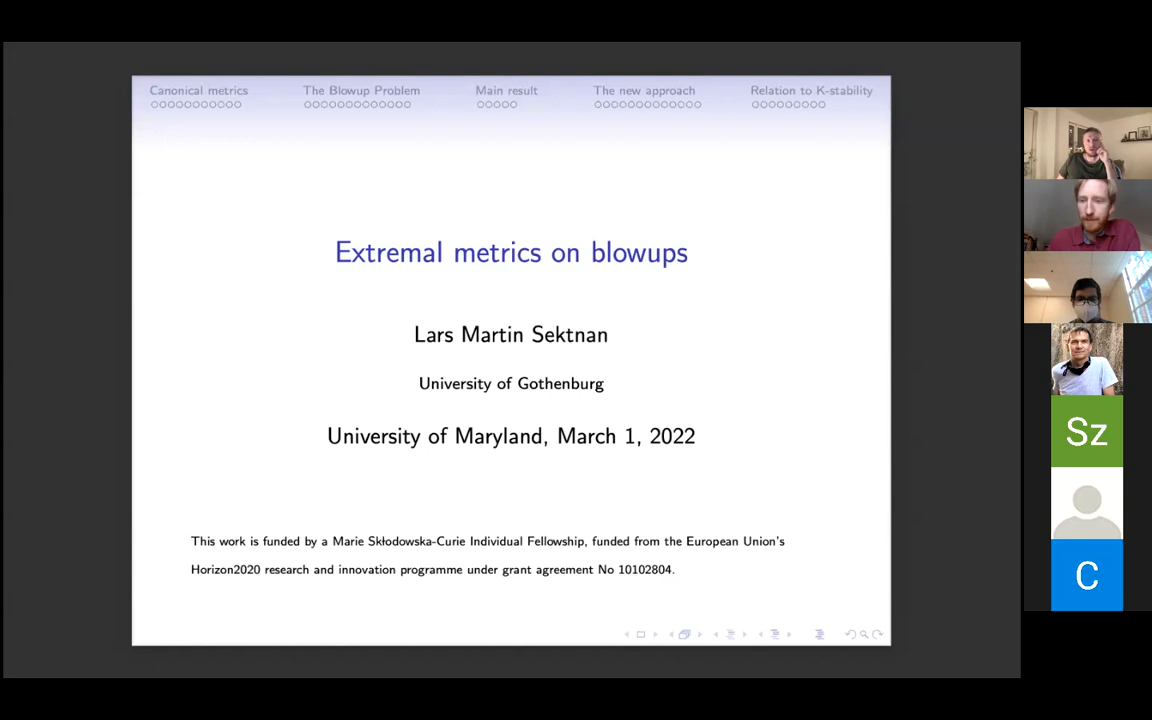 Canonical metrics
The Blowup Problem
Main result
The new approach
Relation to K-stability
Extremal metrics on blowups
Lars Martin Sektnan
University of Gothenburg
University of Maryland, March 1, 2022
This work is funded by a Marie Skłodowska-Curie Individual Fellowship, funded from the European Union's
Horizon2020 research and innovation programme under grant agreement No 10102804.
Sz
C